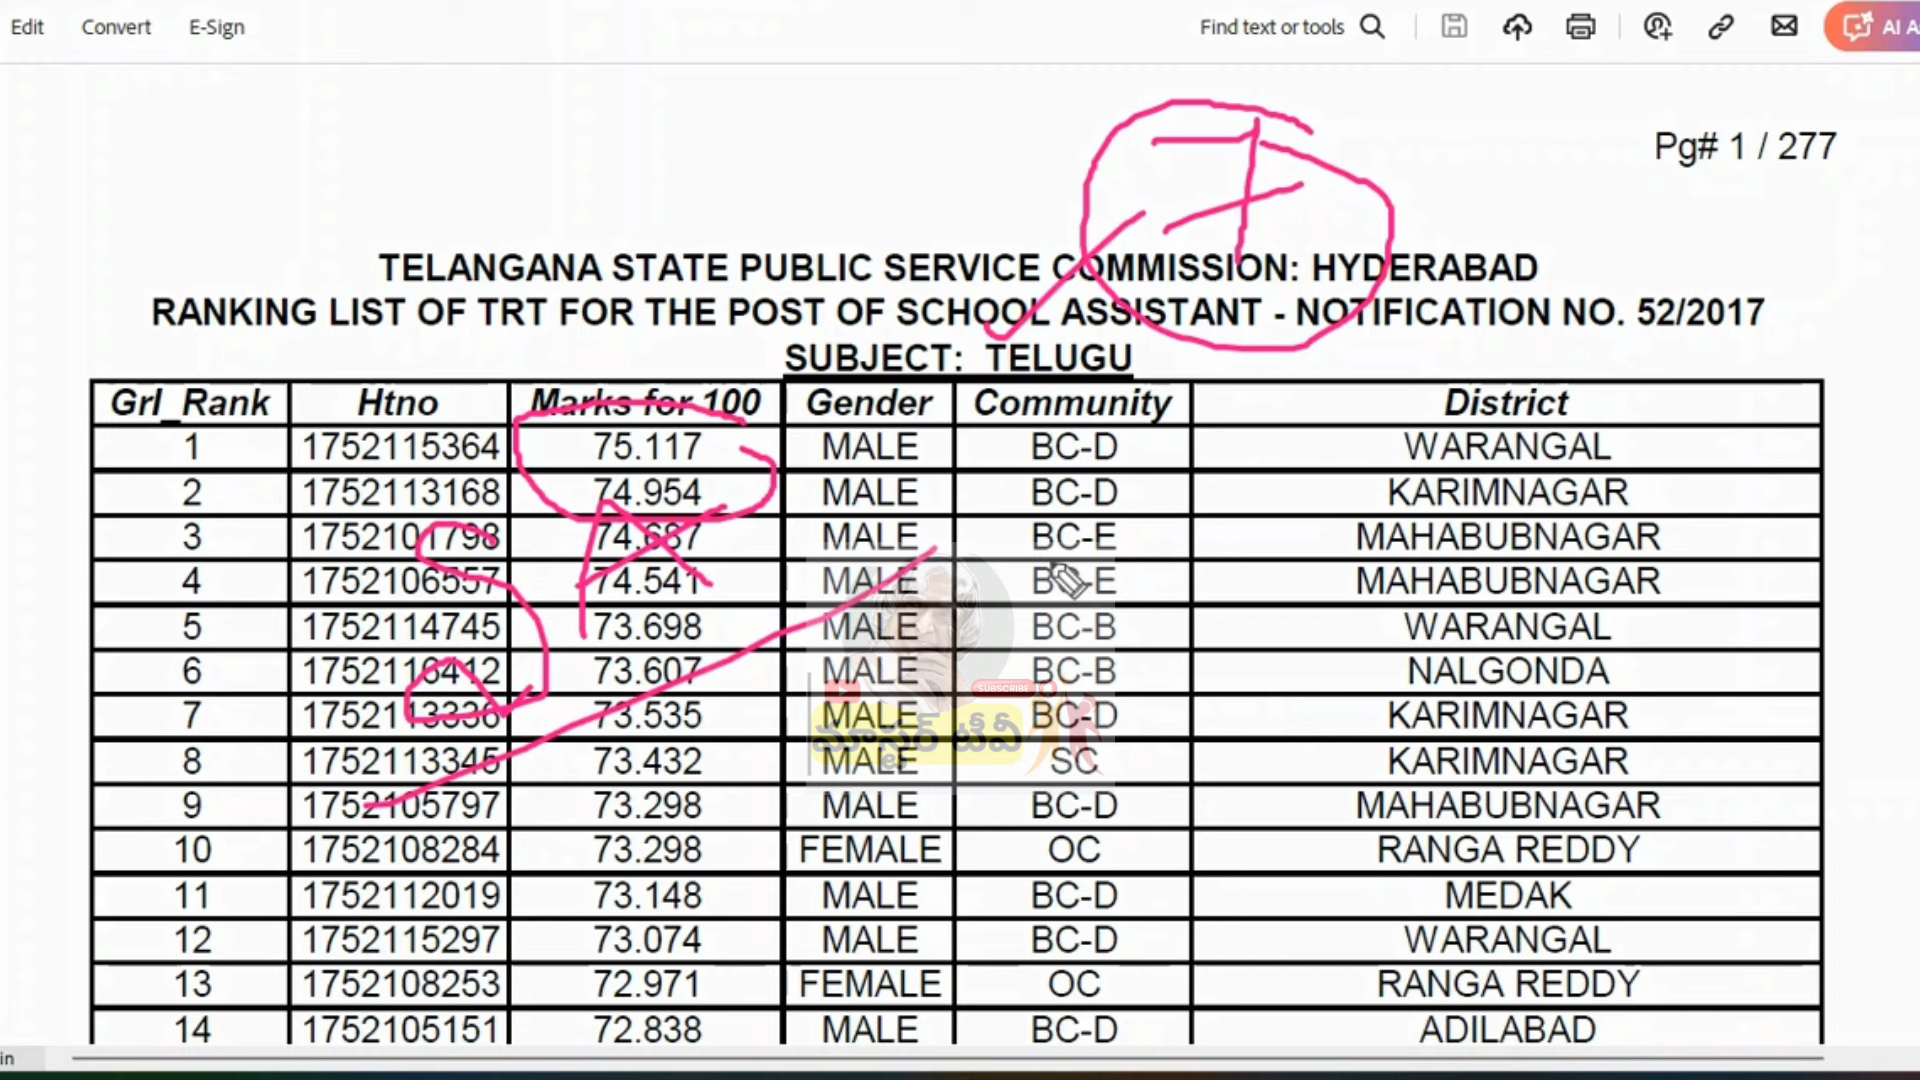 Edit Convert E-Sign Find text or tools AI A
Pg# 1 / 277
TELANGANA STATE PUBLIC SERVICE COMMISSION: HYDERABAD
RANKING LIST OF TRT FOR THE POST OF SCHOOL ASSISTANT - NOTIFICATION NO. 52/2017
SUBJECT: TELUGU
Grl_Rank Htno Marks for 100 Gender Community District
1 1752115364 75.117 MALE BC-D WARANGAL
2 1752113168 74.954 MALE BC-D KARIMNAGAR
3 1752101798 74.687 MALE BC-E MAHABUBNAGAR
4 1752106557 74.541 MALE BC-E MAHABUBNAGAR
5 1752114745 73.698 MALE BC-B WARANGAL
6 1752116412 73.607 MALE BC-B NALGONDA
SUBSCRIBE
7 1752113336 73.535 MALE BC-D KARIMNAGAR
మాస్టర్ టీవీ
8 1752113345 73.432 MALE SC KARIMNAGAR
9 1752105797 73.298 MALE BC-D MAHABUBNAGAR
10 1752108284 73.298 FEMALE OC RANGA REDDY
11 1752112019 73.148 MALE BC-D MEDAK
12 1752115297 73.074 MALE BC-D WARANGAL
13 1752108253 72.971 FEMALE OC RANGA REDDY
14 1752105151 72.838 MALE BC-D ADILABAD
in